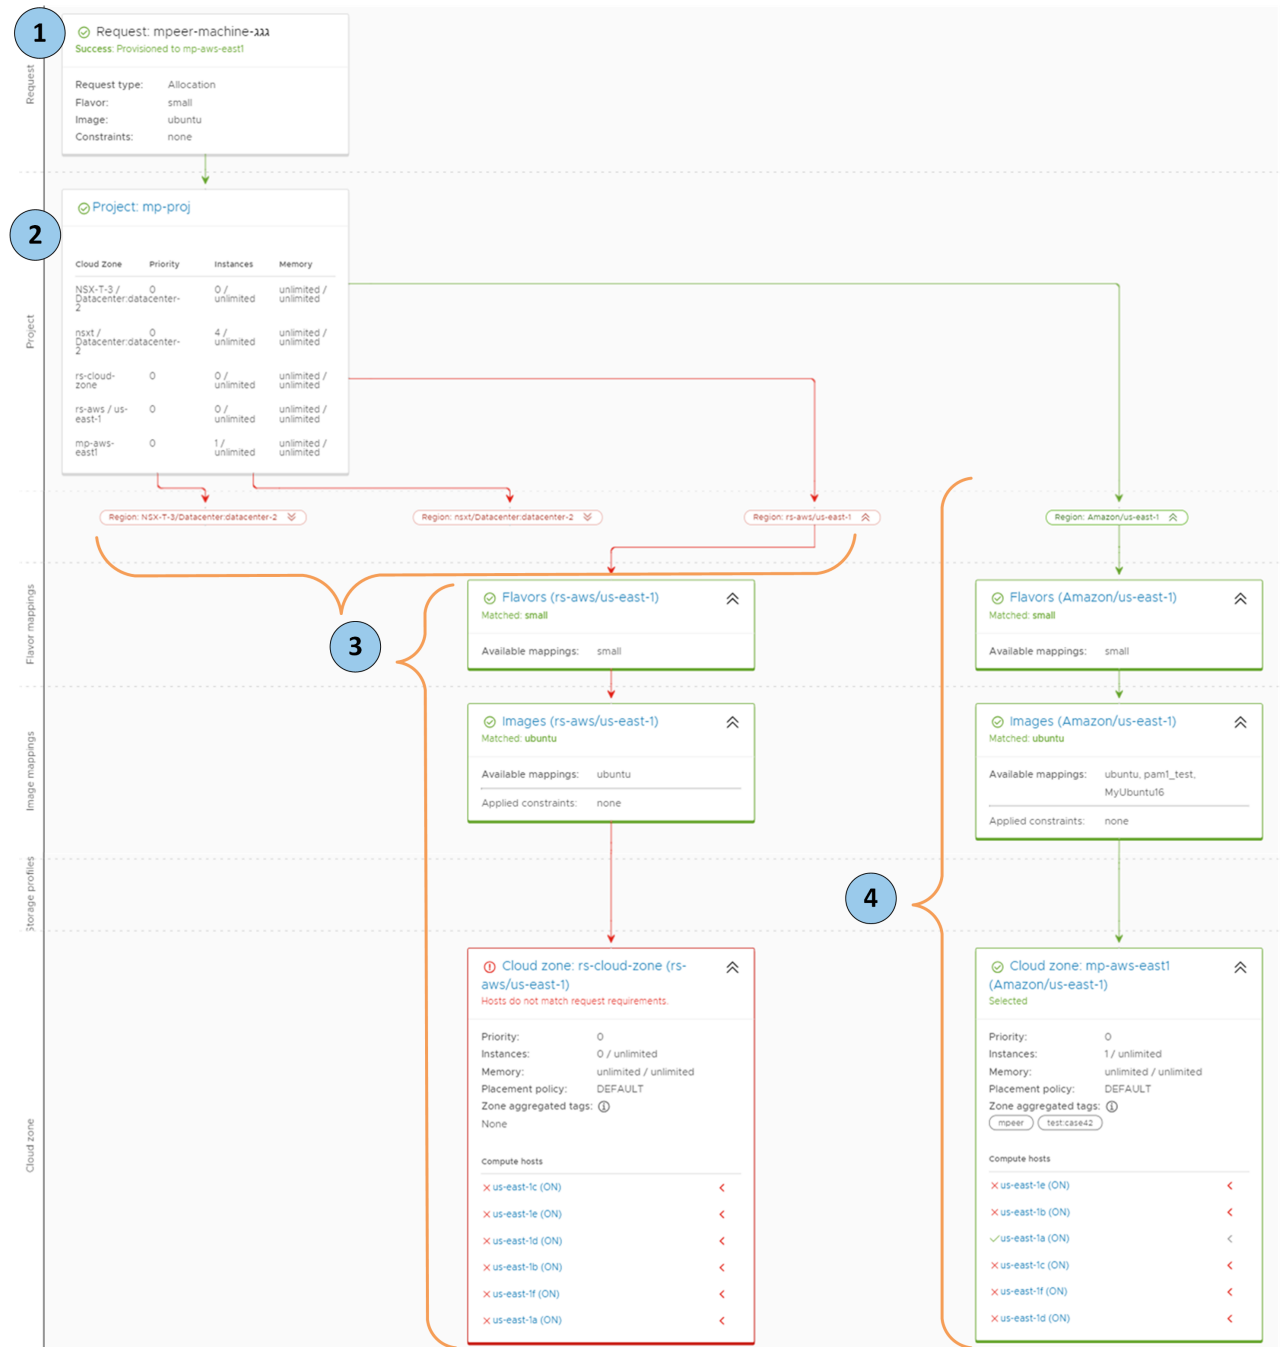 1
Request: mpeer-machine-גגג
Success: Provisioned to mp-aws-east1
Request type: Allocation
Flavor: small
Image: ubuntu
Constraints: none
Request
2
Project: mp-proj
Cloud Zone Priority Instances Memory
NSX-T-3 / Datacenter:datacenter-2 0 0 / unlimited unlimited / unlimited
nsxt / Datacenter:datacenter-2 0 4 / unlimited unlimited / unlimited
rs-cloud-zone 0 0 / unlimited unlimited / unlimited
rs-aws / us-east-1 0 0 / unlimited unlimited / unlimited
mp-aws-east1 0 1 / unlimited unlimited / unlimited
Project
Region: NSX-T-3/Datacenter:datacenter-2
Region: nsxt/Datacenter:datacenter-2
Region: rs-aws/us-east-1
Region: Amazon/us-east-1
3
Flavor mappings
Flavors (rs-aws/us-east-1)
Matched: small
Available mappings: small
Flavors (Amazon/us-east-1)
Matched: small
Available mappings: small
Image mappings
Images (rs-aws/us-east-1)
Matched: ubuntu
Available mappings: ubuntu
Applied constraints: none
Images (Amazon/us-east-1)
Matched: ubuntu
Available mappings: ubuntu, pam1_test,
MyUbuntu16
Applied constraints: none
Storage profiles
4
Cloud zone
Cloud zone: rs-cloud-zone (rs-
aws/us-east-1)
Hosts do not match request requirements.
Priority: 0
Instances: 0 / unlimited
Memory: unlimited / unlimited
Placement policy: DEFAULT
Zone aggregated tags:
None
Compute hosts
us-east-1c (ON)
us-east-1e (ON)
us-east-1d (ON)
us-east-1b (ON)
us-east-1f (ON)
us-east-1a (ON)
Cloud zone: mp-aws-east1
(Amazon/us-east-1)
Selected
Priority: 0
Instances: 1 / unlimited
Memory: unlimited / unlimited
Placement policy: DEFAULT
Zone aggregated tags:
mpeer test:case42
Compute hosts
us-east-1e (ON)
us-east-1b (ON)
us-east-1a (ON)
us-east-1c (ON)
us-east-1f (ON)
us-east-1d (ON)